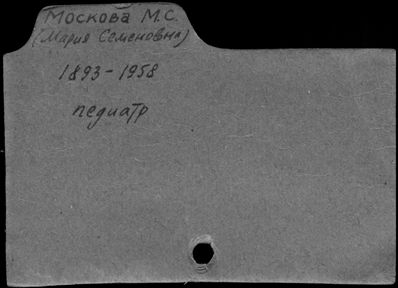 Москова М.С.
(Мария Семеновна)
1893-1958
педиатр